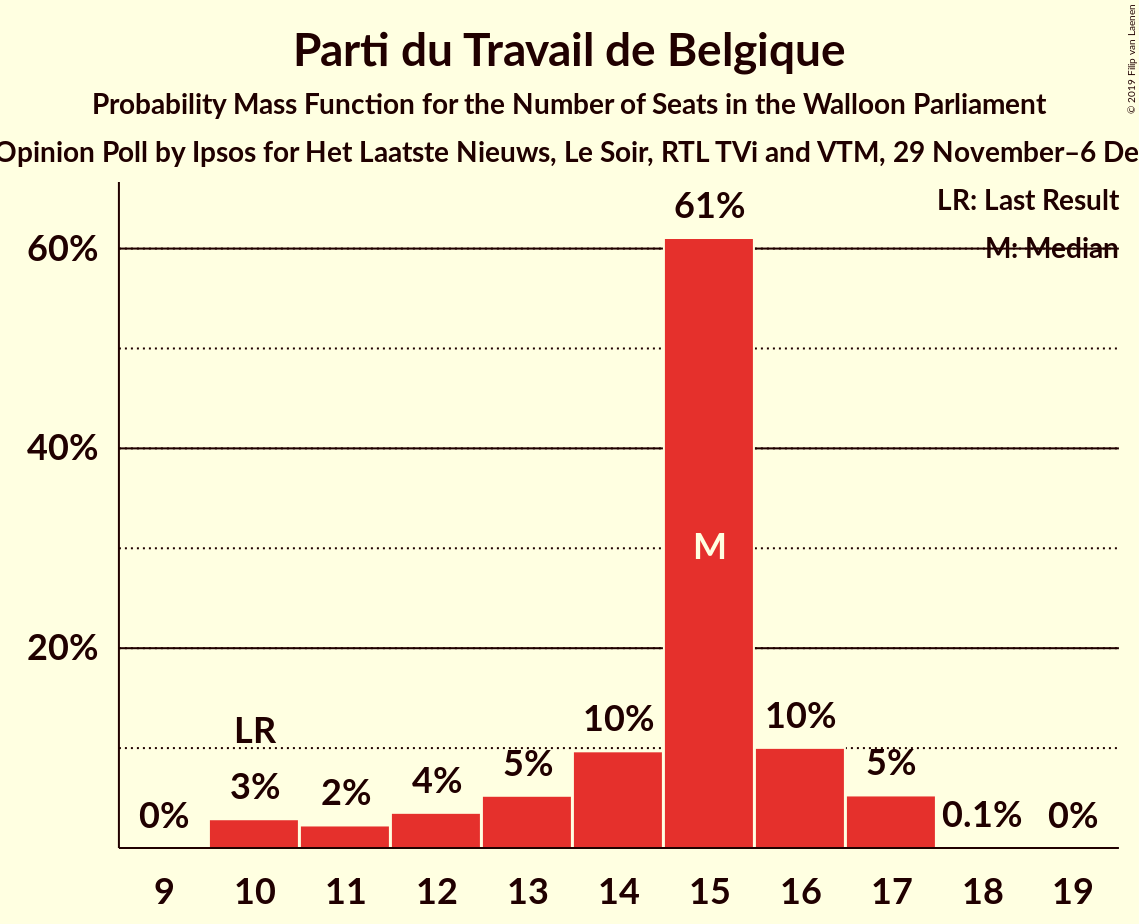 Parti du Travail de Belgique
Probability Mass Function for the Number of Seats in the Walloon Parliament
Opinion Poll by Ipsos for Het Laatste Nieuws, Le Soir, RTL TVi and VTM, 29 November–6 De
© 2019 Filip van Laenen
LR: Last Result
M: Median
61%
60%
40%
M
20%
LR
10%
10%
3%
2%
4%
5%
5%
0%
0.1%
0%
9 10 11 12 13 14 15 16 17 18 19